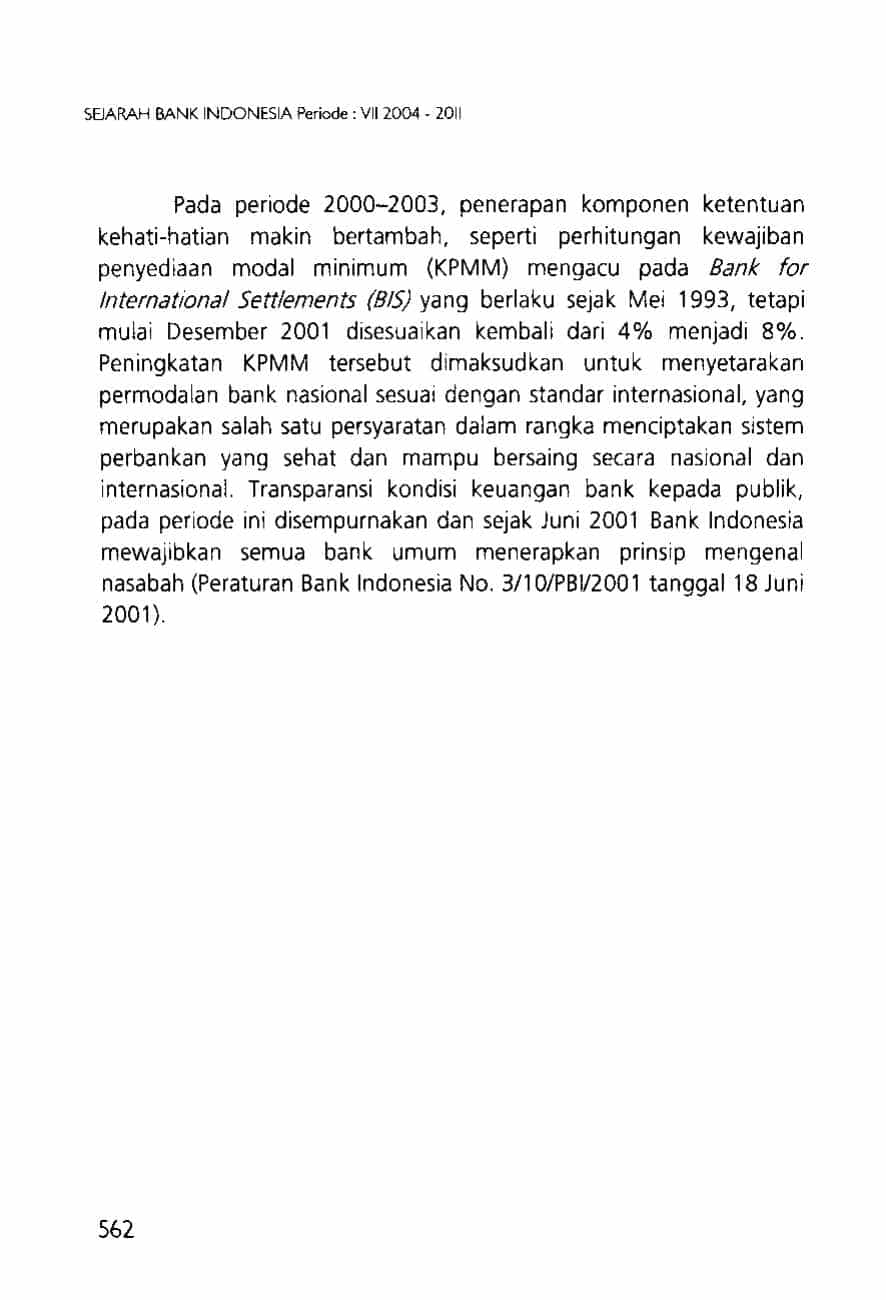 SEJARAH BANK INDONESIA Periode : VII 2004 - 2011
Pada periode 2000–2003, penerapan komponen ketentuan
kehati-hatian makin bertambah, seperti perhitungan kewajiban
penyediaan modal minimum (KPMM) mengacu pada Bank for
International Settlements (BIS) yang berlaku sejak Mei 1993, tetapi
mulai Desember 2001 disesuaikan kembali dari 4% menjadi 8%.
Peningkatan KPMM tersebut dimaksudkan untuk menyetarakan
permodalan bank nasional sesuai dengan standar internasional, yang
merupakan salah satu persyaratan dalam rangka menciptakan sistem
perbankan yang sehat dan mampu bersaing secara nasional dan
internasional. Transparansi kondisi keuangan bank kepada publik,
pada periode ini disempurnakan dan sejak Juni 2001 Bank Indonesia
mewajibkan semua bank umum menerapkan prinsip mengenal
nasabah (Peraturan Bank Indonesia No. 3/10/PBI/2001 tanggal 18 Juni
2001).
562